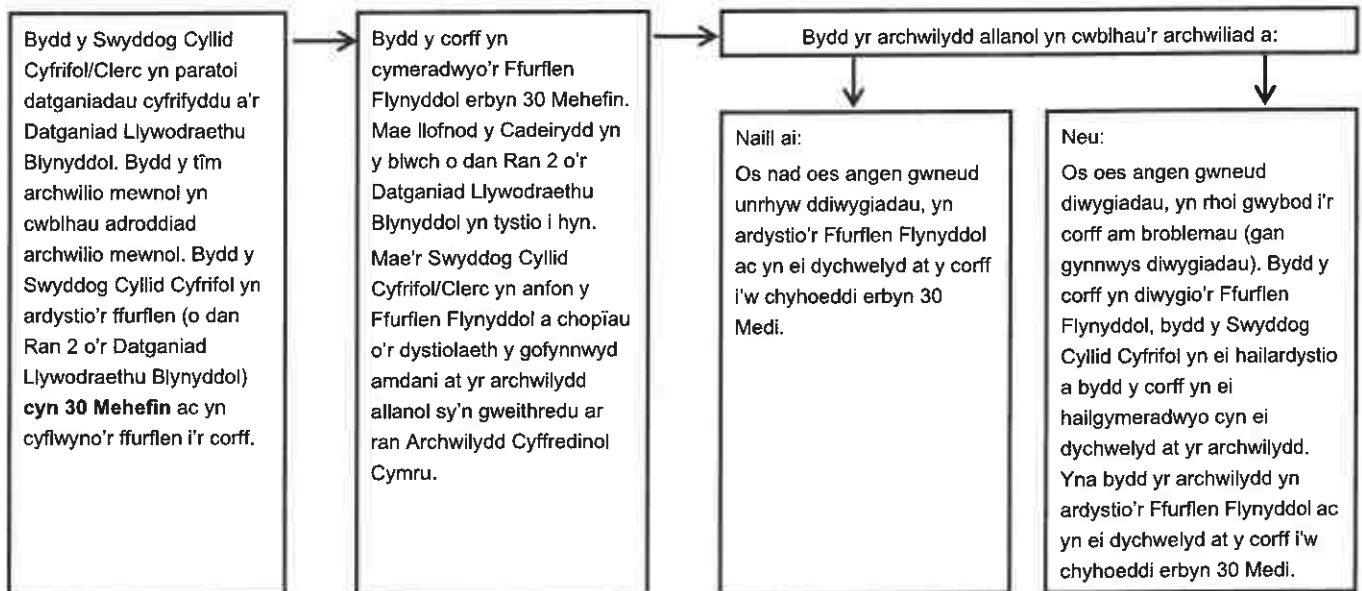 Bydd y Swyddog Cyllid
Cyfrifol/Clerc yn paratoi
datganiadau cyfrifyddu a'r
Datganiad Llywodraethu
Blynyddol. Bydd y tîm
archwilio mewnol yn
cwblhau adroddiad
archwilio mewnol. Bydd y
Swyddog Cyllid Cyfrifol yn
ardystio'r ffurflen (o dan
Ran 2 o'r Datganiad
Llywodraethu Blynyddol)
cyn 30 Mehefin ac yn
cyflwyno'r ffurflen i'r corff.
Bydd y corff yn
cymeradwyo'r Ffurflen
Flynyddol erbyn 30 Mehefin.
Mae llofnod y Cadeirydd yn
y blwch o dan Ran 2 o'r
Datganiad Llywodraethu
Blynyddol yn tystio i hyn.
Mae'r Swyddog Cyllid
Cyfrifol/Clerc yn anfon y
Ffurflen Flynyddol a chopïau
o'r dystiolaeth y gofynnwyd
amdani at yr archwilydd
allanol sy'n gweithredu ar
ran Archwilydd Cyffredinol
Cymru.
Bydd yr archwilydd allanol yn cwblhau'r archwiliad a:
Naill ai:
Os nad oes angen gwneud
unrhyw ddiwygiadau, yn
ardystio'r Ffurflen Flynyddol
ac yn ei dychwelyd at y corff
i'w chyhoeddi erbyn 30
Medi.
Neu:
Os oes angen gwneud
diwygiadau, yn rhoi gwybod i'r
corff am broblemau (gan
gynnwys diwygiadau). Bydd y
corff yn diwygio'r Ffurflen
Flynyddol, bydd y Swyddog
Cyllid Cyfrifol yn ei hailardystio
a bydd y corff yn ei
hailgymeradwyo cyn ei
dychwelyd at yr archwilydd.
Yna bydd yr archwilydd yn
ardystio'r Ffurflen Flynyddol ac
yn ei dychwelyd at y corff i'w
chyhoeddi erbyn 30 Medi.